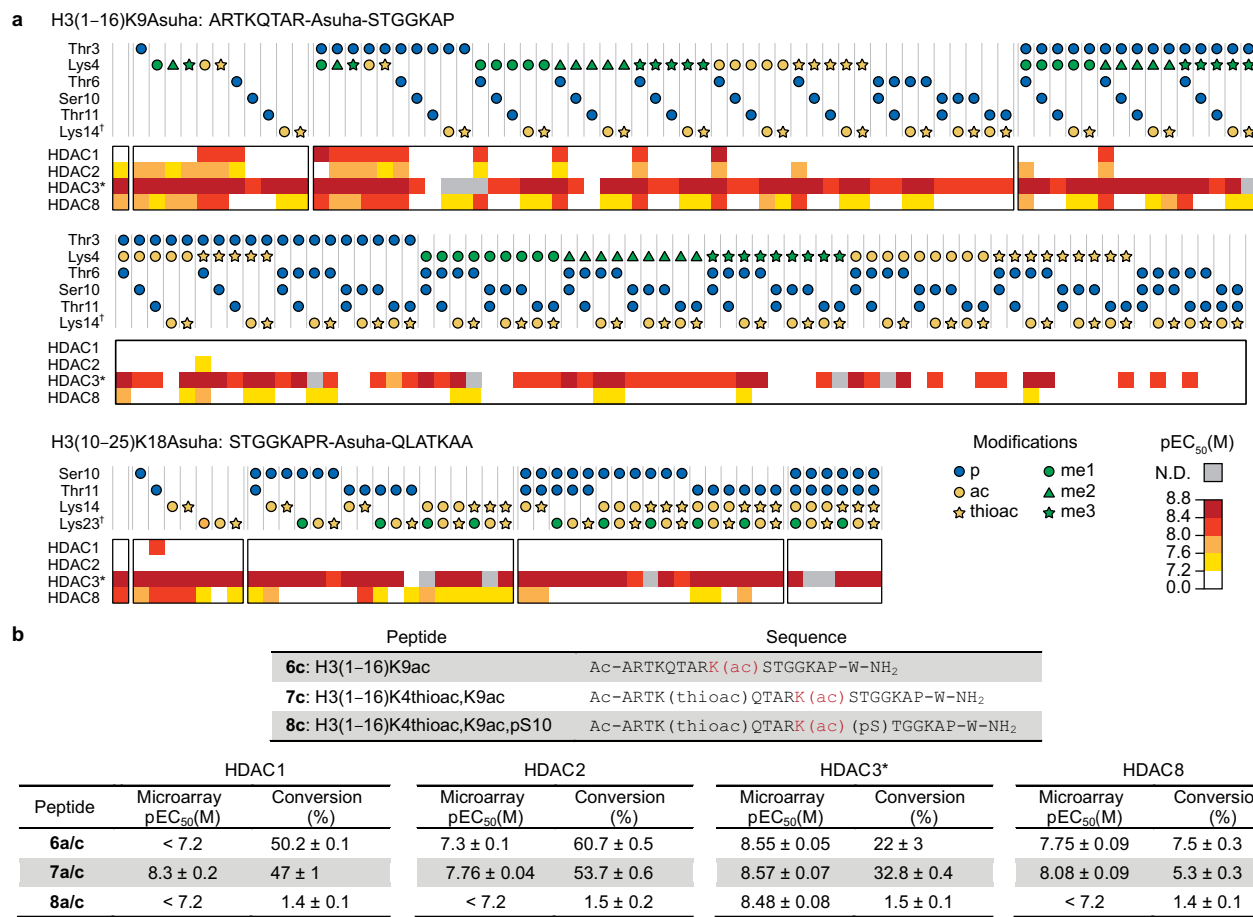 a H3(1–16)K9Asuha: ARTKQTAR-Asuha-STGGKAP
Thr3
Lys4
Thr6
Ser10
Thr11
Lys14†
HDAC1
HDAC2
HDAC3*
HDAC8
Thr3
Lys4
Thr6
Ser10
Thr11
Lys14†
HDAC1
HDAC2
HDAC3*
HDAC8
H3(10–25)K18Asuha: STGGKAPR-Asuha-QLATKAA
Ser10
Thr11
Lys14
Lys23†
HDAC1
HDAC2
HDAC3*
HDAC8
Modifications
p me1
ac me2
thioac me3
pEC₅₀(M)
N.D.
8.8
8.4
8.0
7.6
7.2
0.0
b
Peptide Sequence
6c: H3(1–16)K9ac Ac-ARTKQTARK(ac)STGGKAP-W-NH₂
7c: H3(1–16)K4thioac,K9ac Ac-ARTK(thioac)QTARK(ac)STGGKAP-W-NH₂
8c: H3(1–16)K4thioac,K9ac,pS10 Ac-ARTK(thioac)QTARK(ac)(pS)TGGKAP-W-NH₂
HDAC1 HDAC2 HDAC3* HDAC8
Peptide Microarray pEC₅₀(M) Conversion (%) Microarray pEC₅₀(M) Conversion (%) Microarray pEC₅₀(M) Conversion (%) Microarray pEC₅₀(M) Conversio (%)
6a/c < 7.2 50.2 ± 0.1 7.3 ± 0.1 60.7 ± 0.5 8.55 ± 0.05 22 ± 3 7.75 ± 0.09 7.5 ± 0.3
7a/c 8.3 ± 0.2 47 ± 1 7.76 ± 0.04 53.7 ± 0.6 8.57 ± 0.07 32.8 ± 0.4 8.08 ± 0.09 5.3 ± 0.3
8a/c < 7.2 1.4 ± 0.1 < 7.2 1.5 ± 0.2 8.48 ± 0.08 1.5 ± 0.1 < 7.2 1.4 ± 0.1